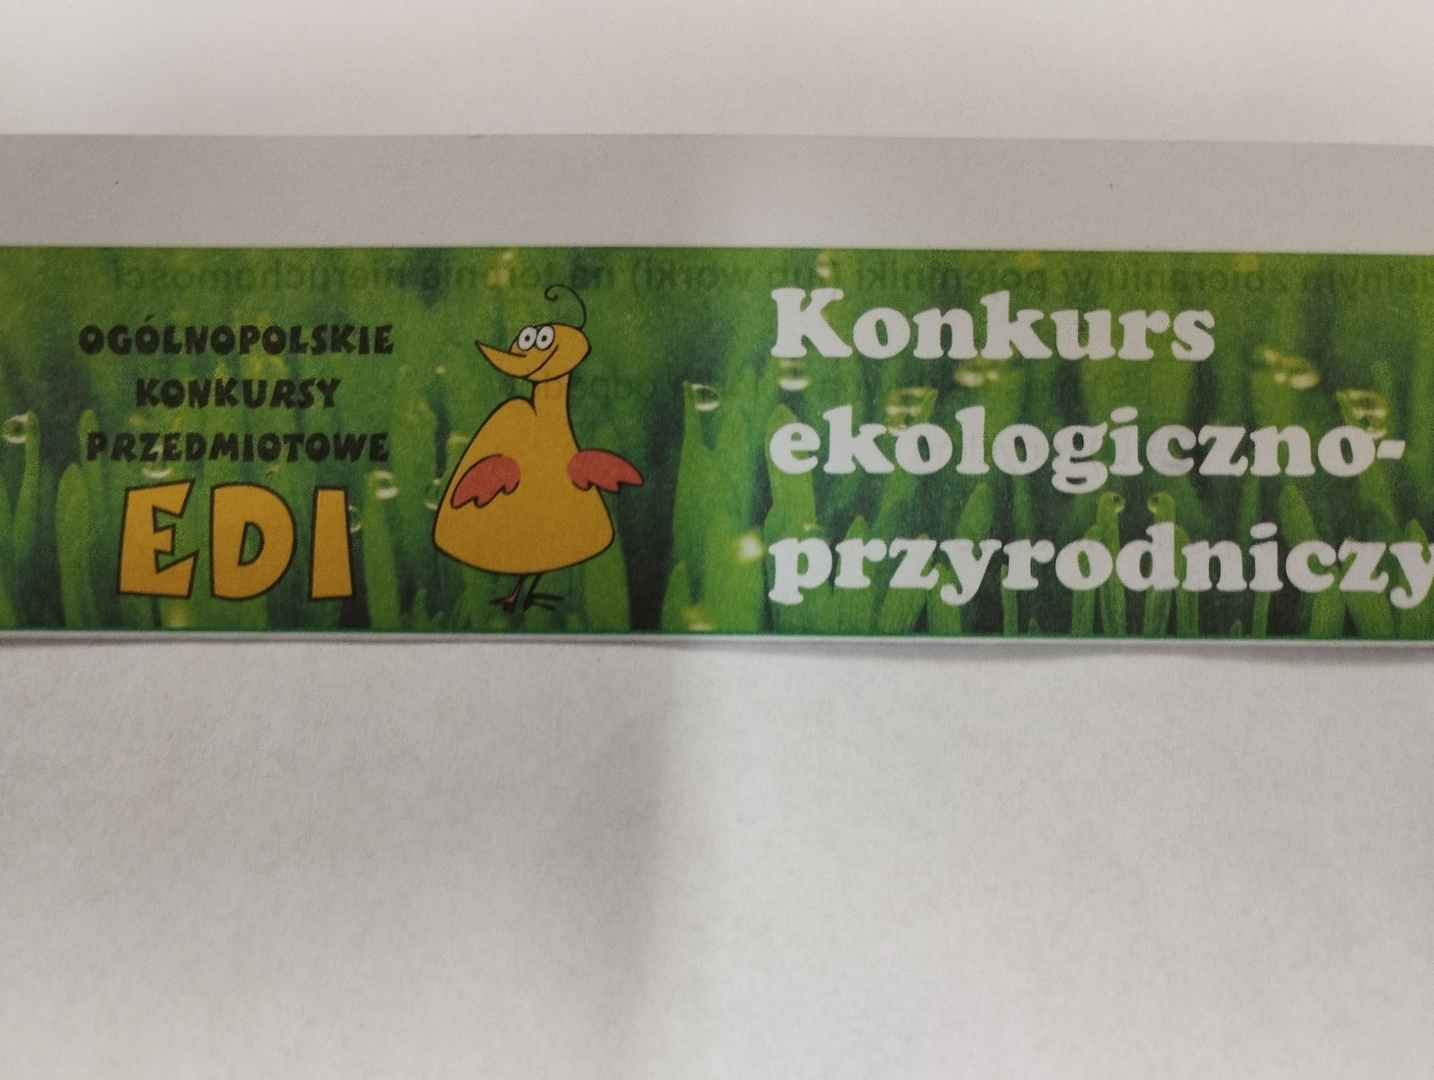 OGÓLNOPOLSKIE
KONKURSY
PRZEDMIOTOWE
EDI
Konkurs
ekologiczno-
przyrodniczy